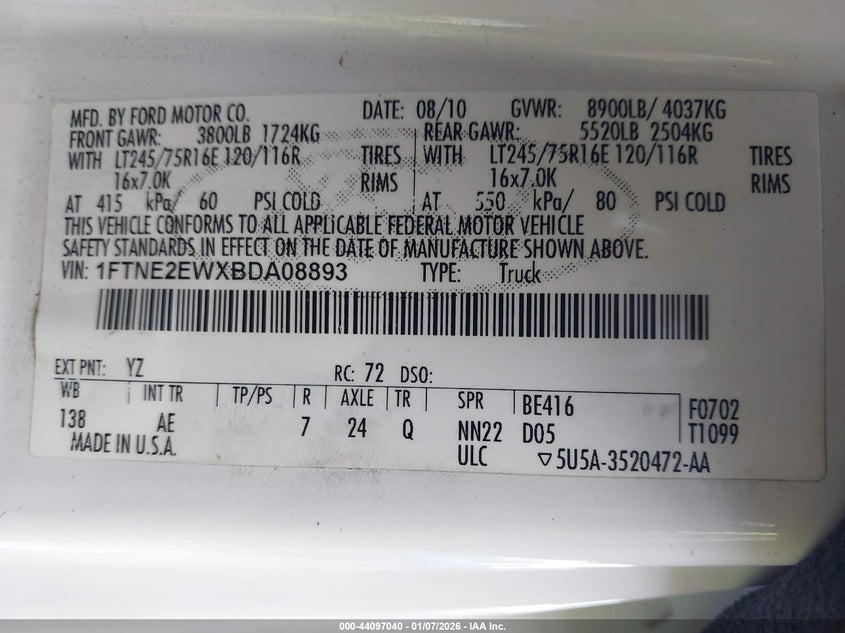 MFD. BY FORD MOTOR CO. DATE: 08/10 GVWR: 8900LB/ 4037KG
FRONT GAWR: 3800LB 1724KG REAR GAWR: 5520LB 2504KG
WITH LT245/75R16E 120/116R TIRES WITH LT245/75R16E 120/116R TIRES
16x7.0K RIMS 16x7.0K RIMS
AT 415 kPa/ 60 PSI COLD AT 550 kPa/ 80 PSI COLD
THIS VEHICLE CONFORMS TO ALL APPLICABLE FEDERAL MOTOR VEHICLE
SAFETY STANDARDS IN EFFECT ON THE DATE OF MANUFACTURE SHOWN ABOVE.
VIN: 1FTNE2EWXBDA08893 TYPE: Truck
EXT PNT: YZ RC: 72 DSO:
WB INT TR TP/PS R AXLE TR SPR BE416 F0702
138 AE 7 24 Q NN22 D05 T1099
MADE IN U.S.A. ULC ▽5U5A-3520472-AA
000-44097040 - 01/07/2026 - IAA Inc.